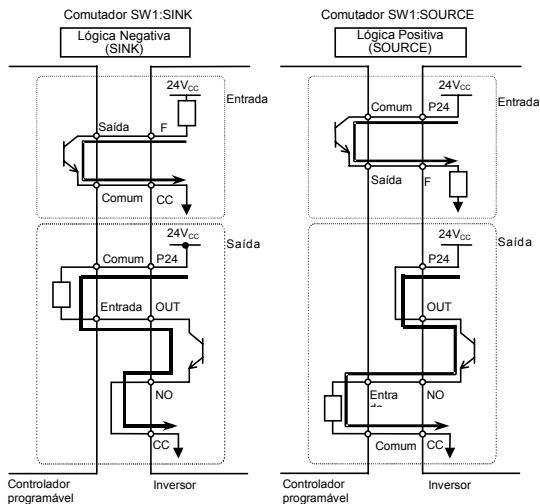 Comutador SW1:SINK
Lógica Negativa
(SINK)
24Vcc
Entrada
Saída
F
Comum
CC
24Vcc
Saída
Comum
P24
Entrada
OUT
NO
CC
Controlador
programável
Inversor
Comutador SW1:SOURCE
Lógica Positiva
(SOURCE)
24Vcc
Comum
P24
Entrada
Saída
F
24Vcc
Saída
P24
OUT
Entra
NO
Comum
CC
Controlador
programável
Inversor